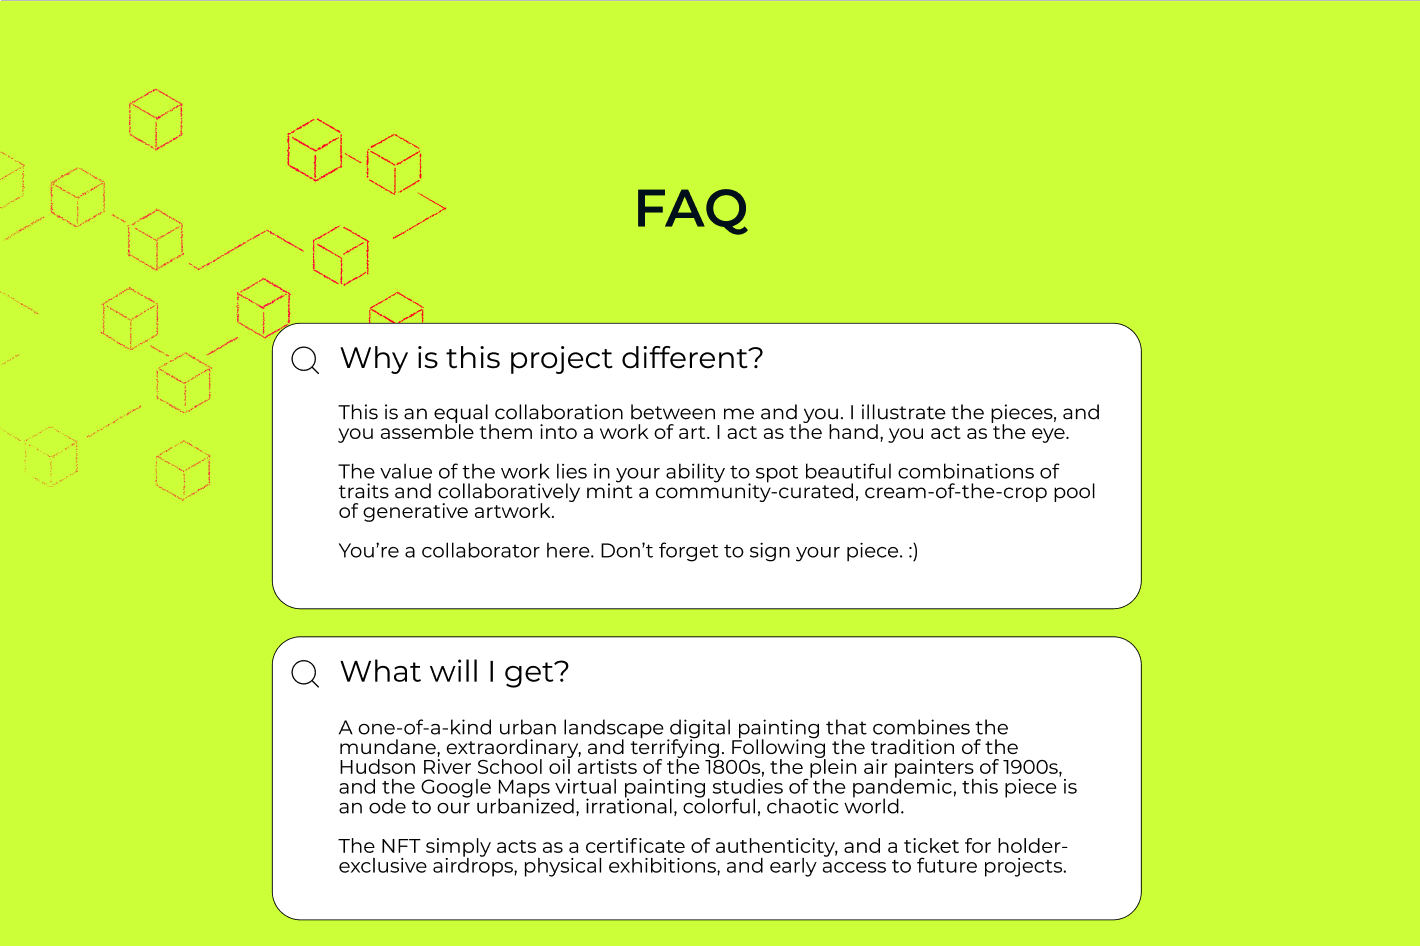 FAQ
Why is this project different?
This is an equal collaboration between me and you. I illustrate the pieces, and
you assemble them into a work of art. I act as the hand, you act as the eye.
The value of the work lies in your ability to spot beautiful combinations of
traits and collaboratively mint a community-curated, cream-of-the-crop pool
of generative artwork.
You’re a collaborator here. Don’t forget to sign your piece. :)
What will I get?
A one-of-a-kind urban landscape digital painting that combines the
mundane, extraordinary, and terrifying. Following the tradition of the
Hudson River School oil artists of the 1800s, the plein air painters of 1900s,
and the Google Maps virtual painting studies of the pandemic, this piece is
an ode to our urbanized, irrational, colorful, chaotic world.
The NFT simply acts as a certificate of authenticity, and a ticket for holder-
exclusive airdrops, physical exhibitions, and early access to future projects.